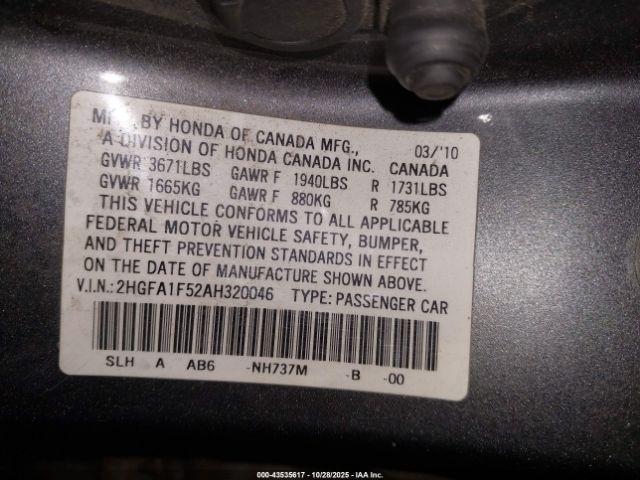 MFG. BY HONDA OF CANADA MFG., 03/'10
A DIVISION OF HONDA CANADA INC. CANADA
GVWR 3671LBS GAWR F 1940LBS R 1731LBS
GVWR 1665KG GAWR F 880KG R 785KG
THIS VEHICLE CONFORMS TO ALL APPLICABLE
FEDERAL MOTOR VEHICLE SAFETY, BUMPER,
AND THEFT PREVENTION STANDARDS IN EFFECT
ON THE DATE OF MANUFACTURE SHOWN ABOVE.
V.I.N.: 2HGFA1F52AH320046 TYPE: PASSENGER CAR
SLH A AB6 -NH737M -B -00
000-43535617 - 10/28/2025 - IAA Inc.